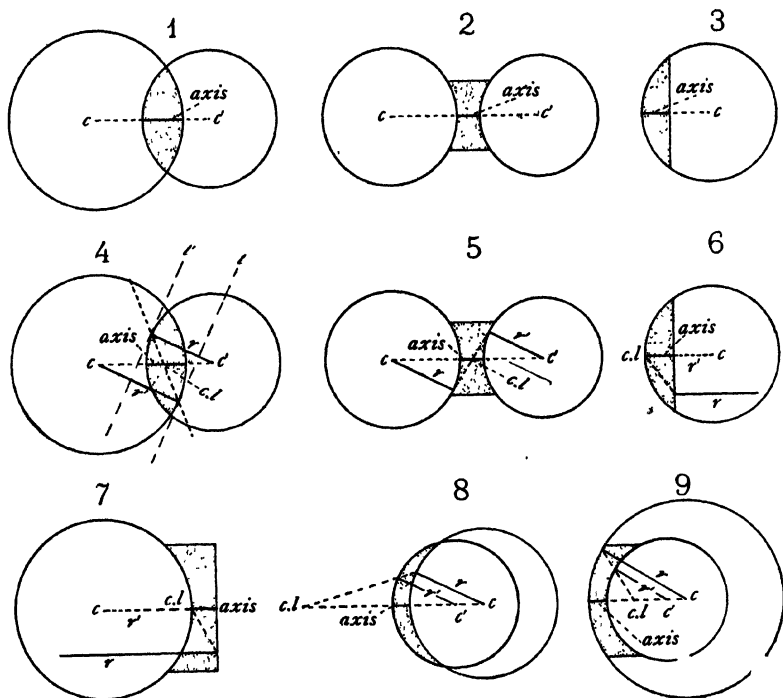 1 2 3
axis axis axis
c c' c c' c
4 5 6
l' l
axis r axis r' axis
c c' c c' c.l c
r' r c.l r'
c.l r
7 8 9
c c.l axis c.l r c r c
r' r' c' r' c.l c'
r axis axis